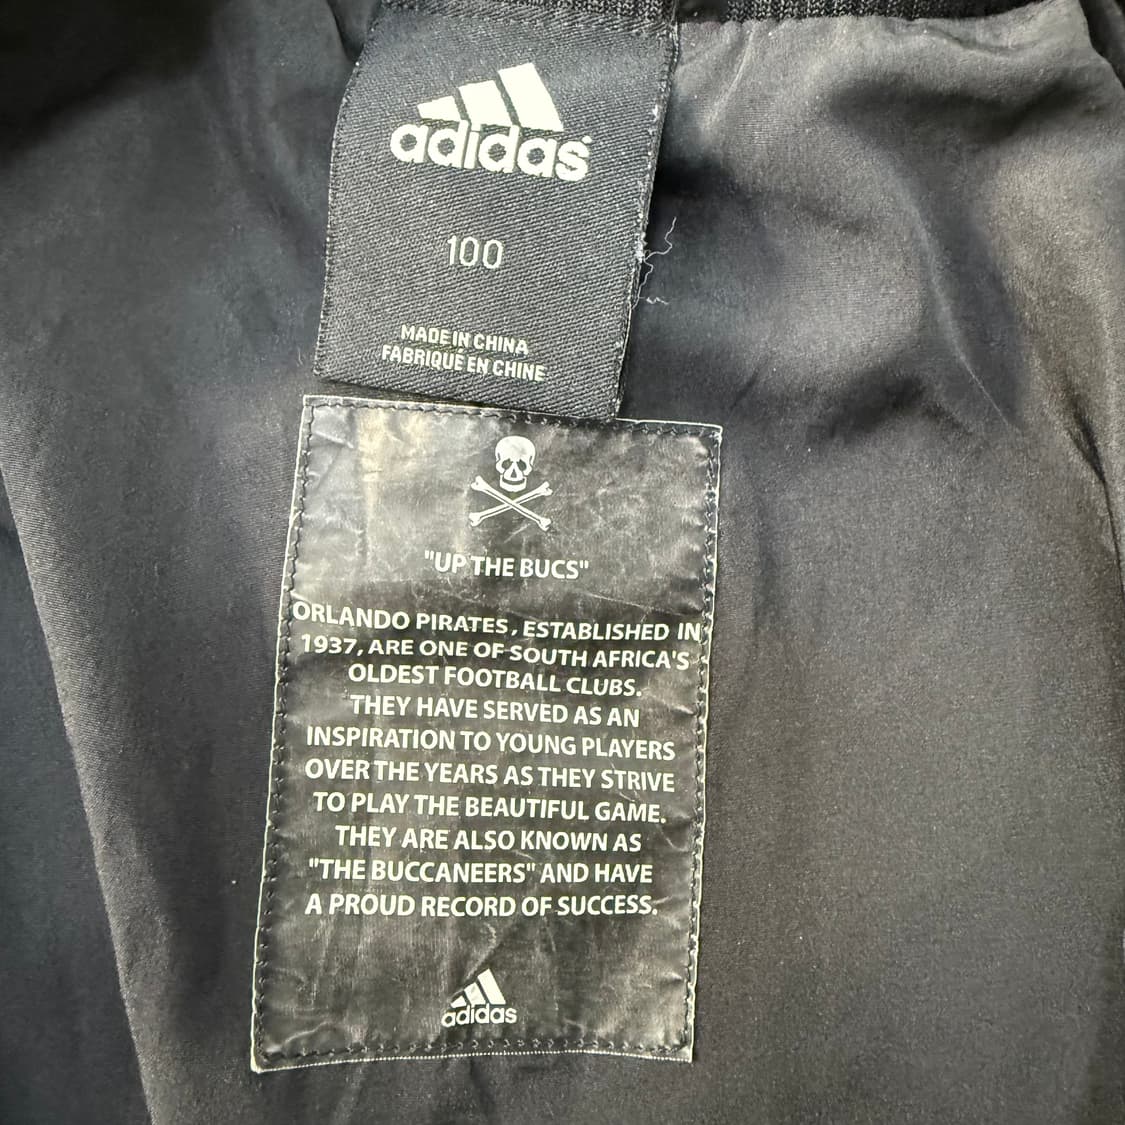 adidas
100
MADE IN CHINA
FABRIQUÉ EN CHINE
"UP THE BUCS"
ORLANDO PIRATES, ESTABLISHED IN
1937, ARE ONE OF SOUTH AFRICA'S
OLDEST FOOTBALL CLUBS.
THEY HAVE SERVED AS AN
INSPIRATION TO YOUNG PLAYERS
OVER THE YEARS AS THEY STRIVE
TO PLAY THE BEAUTIFUL GAME.
THEY ARE ALSO KNOWN AS
"THE BUCCANEERS" AND HAVE
A PROUD RECORD OF SUCCESS.
adidas